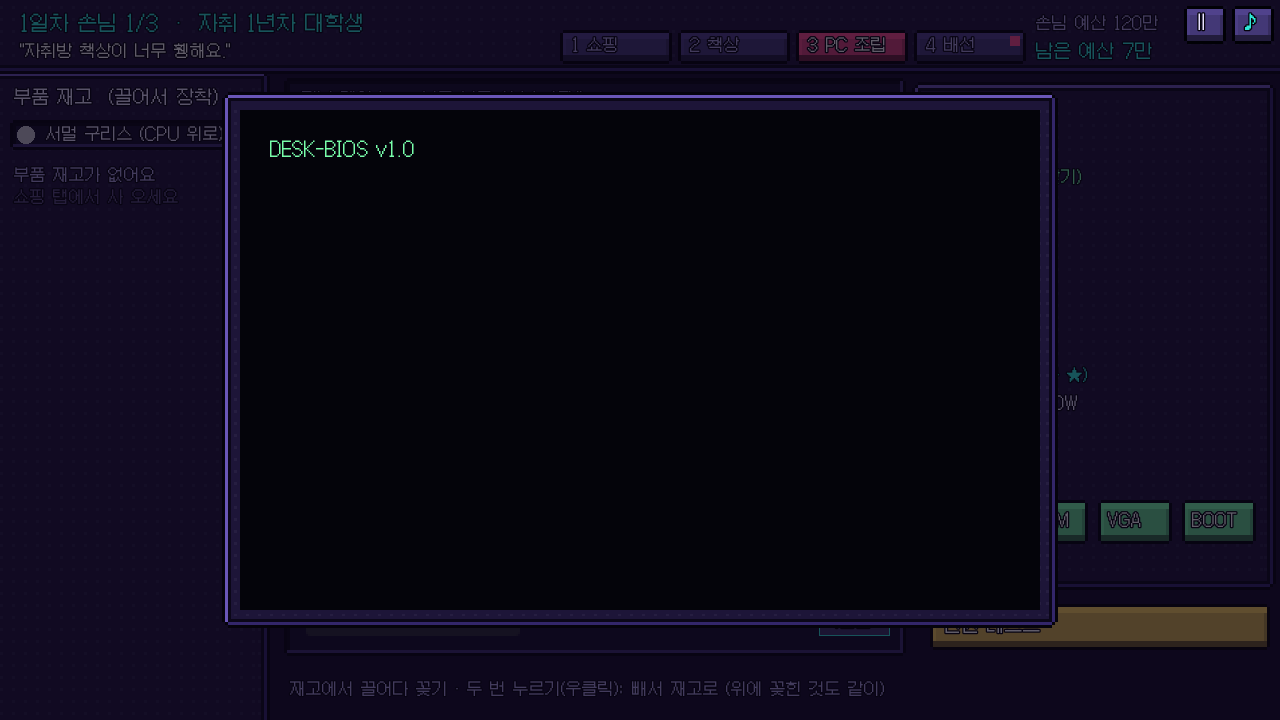 1일차 손님 1/3 · 자취 1년차 대학생
"자취방 책상이 너무 휑해요."
1 쇼핑
2 책상
3 PC 조립
4 배선
손님 예산 120만
남은 예산 7만
부품 재고 (끌어서 장착)
서멀 구리스 (CPU 위로)
부품 재고가 없어요
쇼핑 탭에서 사 오세요
DESK-BIOS v1.0
기)
★)
0W
M
VGA
BOOT
재고에서 끌어다 꽂기 · 두 번 누르기(우클릭): 빼서 재고로 (위에 꽂힌 것도 같이)